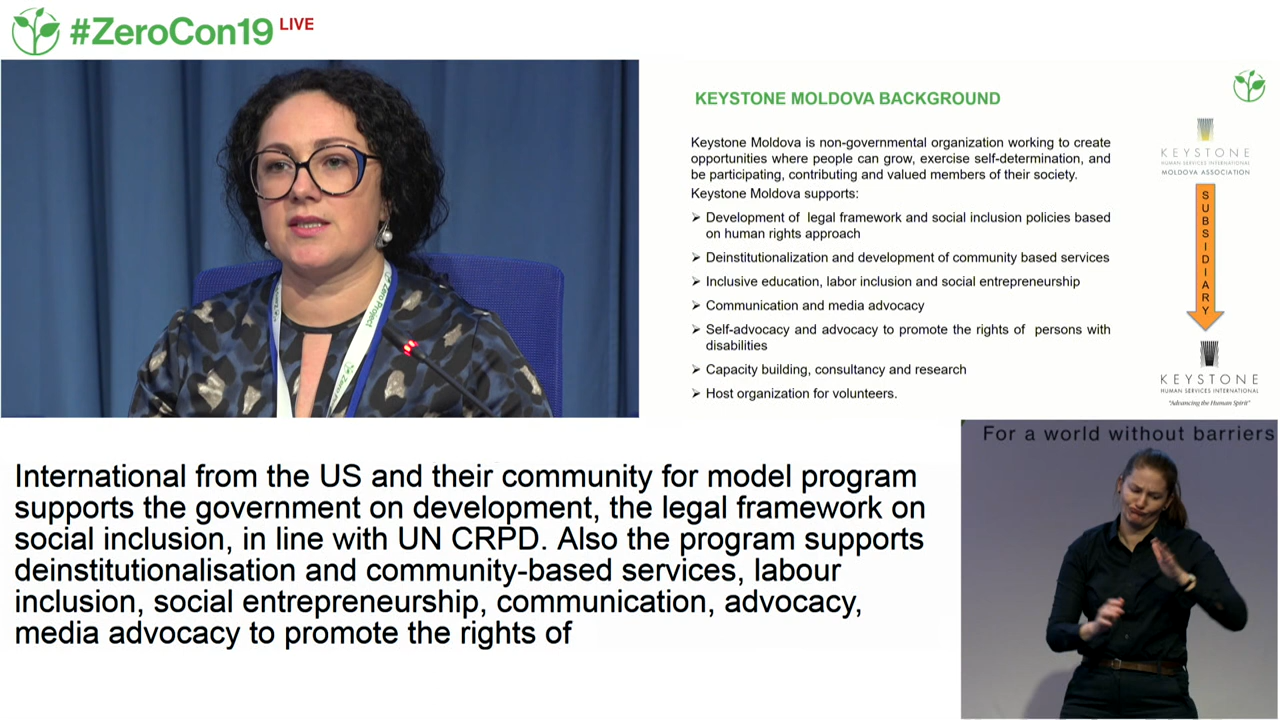 #ZeroCon19 LIVE
KEYSTONE MOLDOVA BACKGROUND
Keystone Moldova is non-governmental organization working to create
opportunities where people can grow, exercise self-determination, and
be participating, contributing and valued members of their society.
Keystone Moldova supports:
➢ Development of legal framework and social inclusion policies based
on human rights approach
➢ Deinstitutionalization and development of community based services
➢ Inclusive education, labor inclusion and social entrepreneurship
➢ Communication and media advocacy
➢ Self-advocacy and advocacy to promote the rights of persons with
disabilities
➢ Capacity building, consultancy and research
➢ Host organization for volunteers.
KEYSTONE
HUMAN SERVICES INTERNATIONAL
MOLDOVA ASSOCIATION
SUBSIDIARY
KEYSTONE
HUMAN SERVICES INTERNATIONAL
"Advancing the Human Spirit"
Zero Project
For a world without barriers
International from the US and their community for model program
supports the government on development, the legal framework on
social inclusion, in line with UN CRPD. Also the program supports
deinstitutionalisation and community-based services, labour
inclusion, social entrepreneurship, communication, advocacy,
media advocacy to promote the rights of